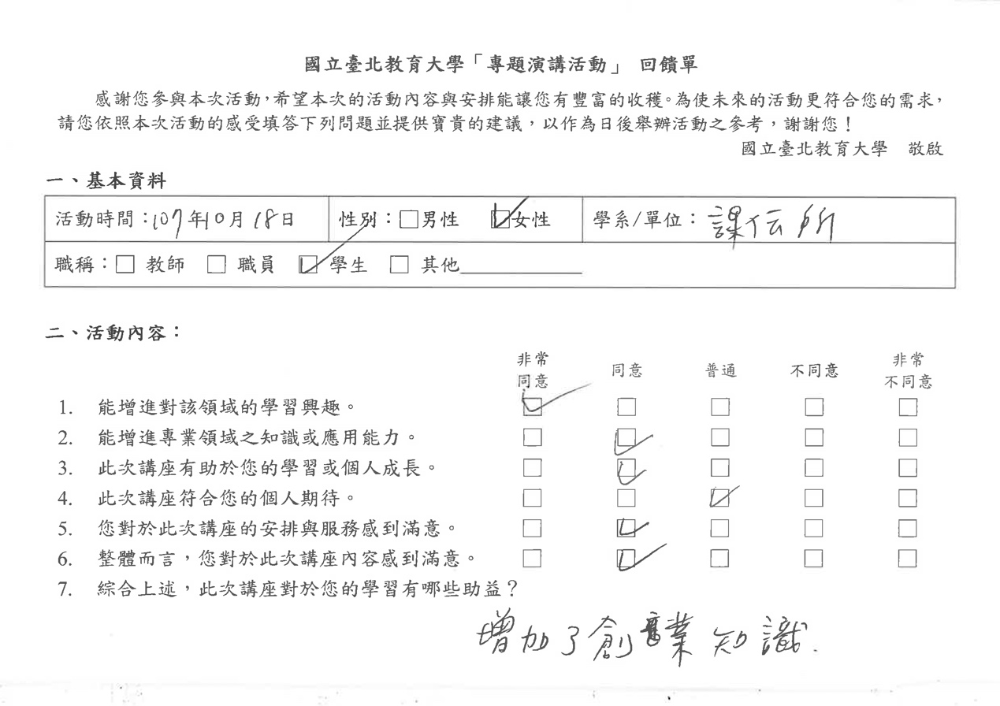 國立臺北教育大學「專題演講活動」 回饋單
感謝您參與本次活動，希望本次的活動內容與安排能讓您有豐富的收穫。為使未來的活動更符合您的需求，
請您依照本次活動的感受填答下列問題並提供寶貴的建議，以作為日後舉辦活動之參考，謝謝您！
國立臺北教育大學 敬啟
一、基本資料
活動時間：107年10月18日 性別：□男性 ☑女性 學系/單位：課傳所
職稱：□ 教師 □ 職員 ☑ 學生 □ 其他________
二、活動內容：
非常同意 同意 普通 不同意 非常不同意
1. 能增進對該領域的學習興趣。 ☑ □ □ □ □
2. 能增進專業領域之知識或應用能力。 □ ☑ □ □ □
3. 此次講座有助於您的學習或個人成長。 □ ☑ □ □ □
4. 此次講座符合您的個人期待。 □ □ ☑ □ □
5. 您對於此次講座的安排與服務感到滿意。 □ ☑ □ □ □
6. 整體而言，您對於此次講座內容感到滿意。 □ ☑ □ □ □
7. 綜合上述，此次講座對於您的學習有哪些助益？
增加了創業知識.